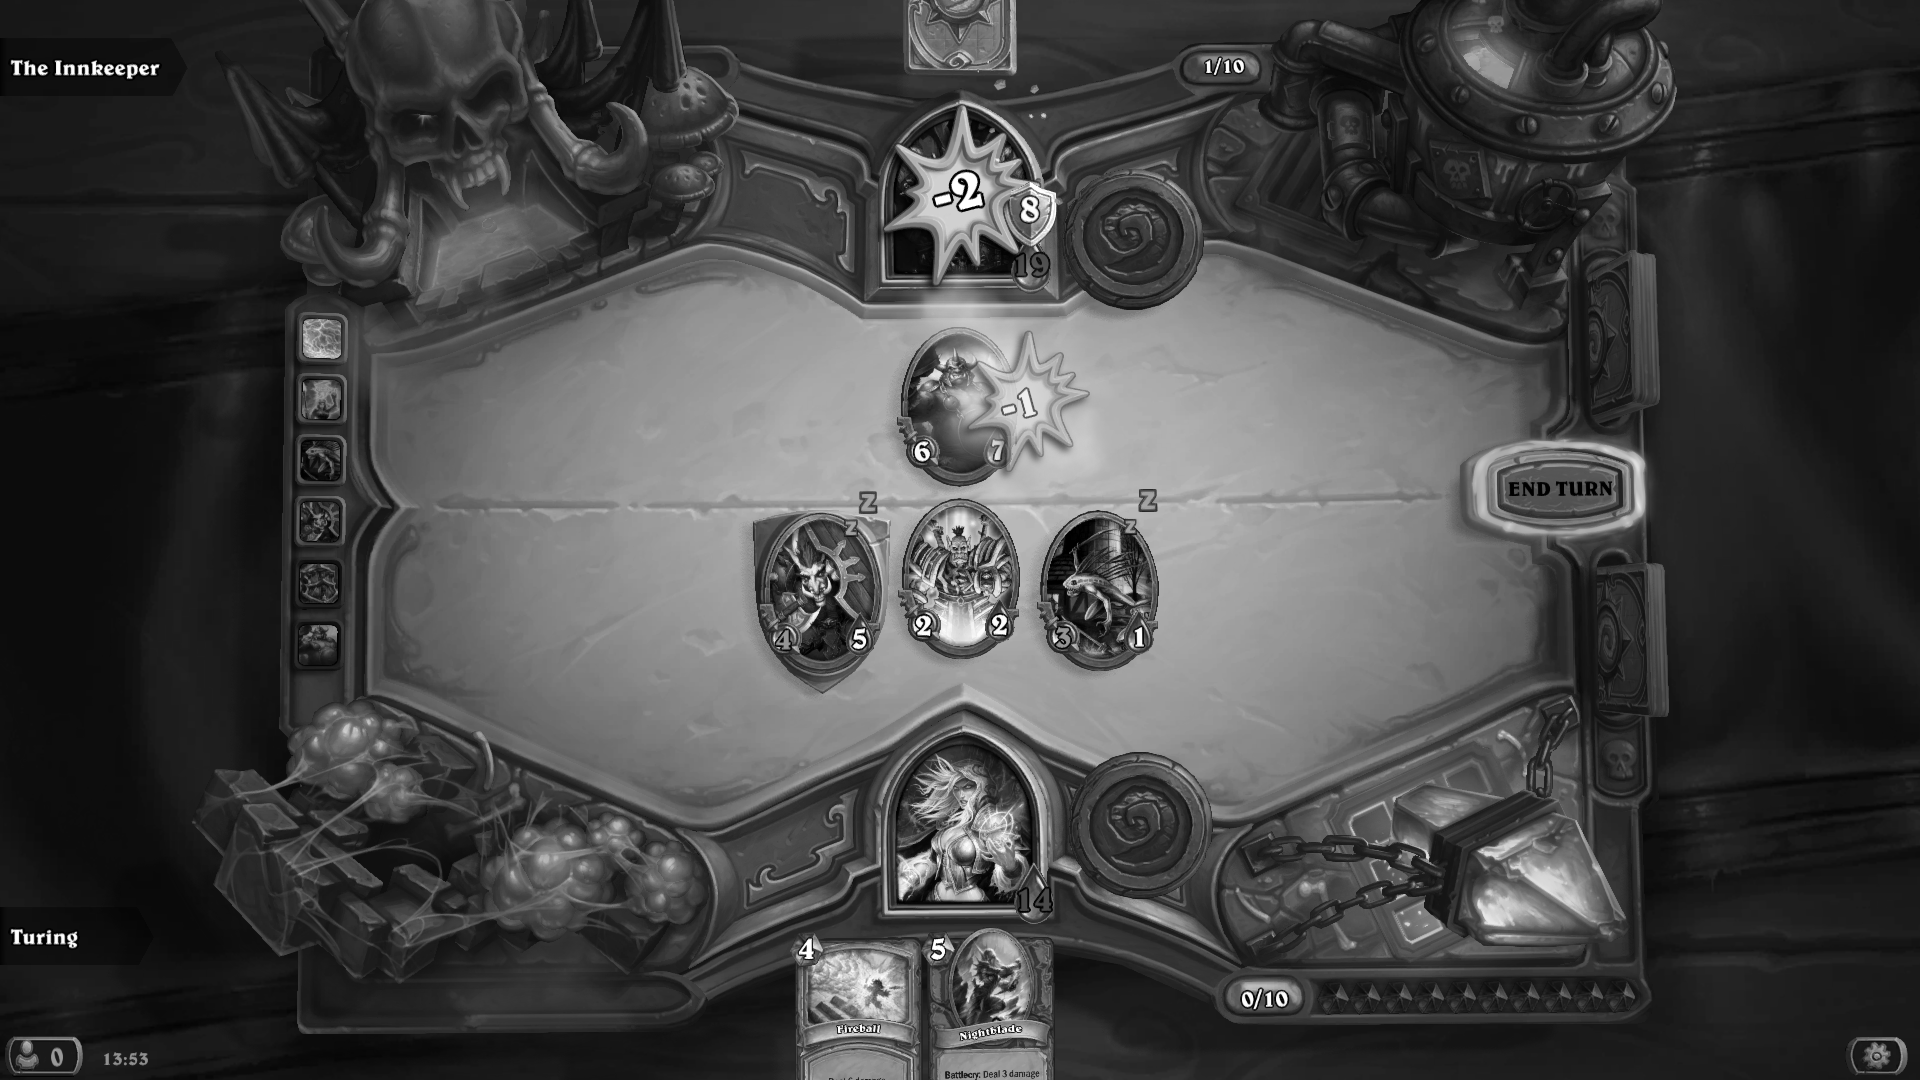 The Innkeeper
1/10
-2
8
19
-1
6
7
END TURN
Z
Z
Z
Z
4
5
2
2
3
1
14
Turing
4
5
0/10
Fireball
Nightblade
Battlecry: Deal 3 damage
0
13:53